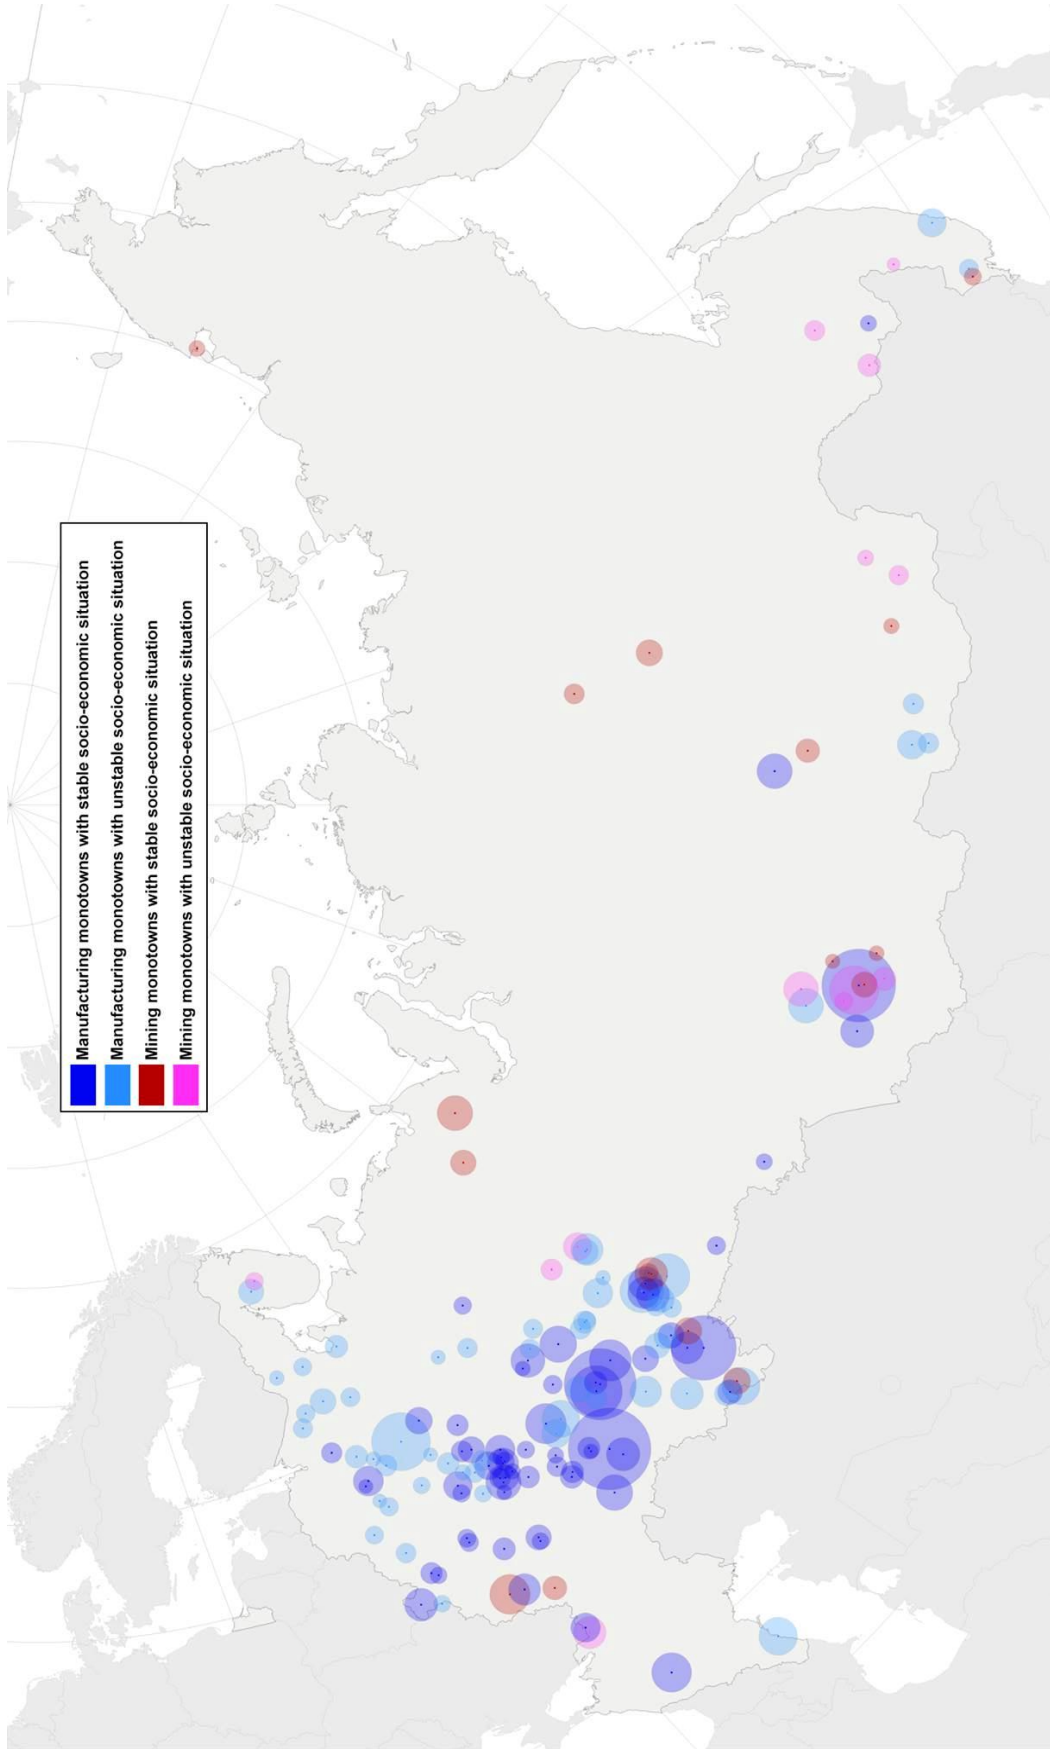 Manufacturing monotowns with stable socio-economic situation
Manufacturing monotowns with unstable socio-economic situation
Mining monotowns with stable socio-economic situation
Mining monotowns with unstable socio-economic situation